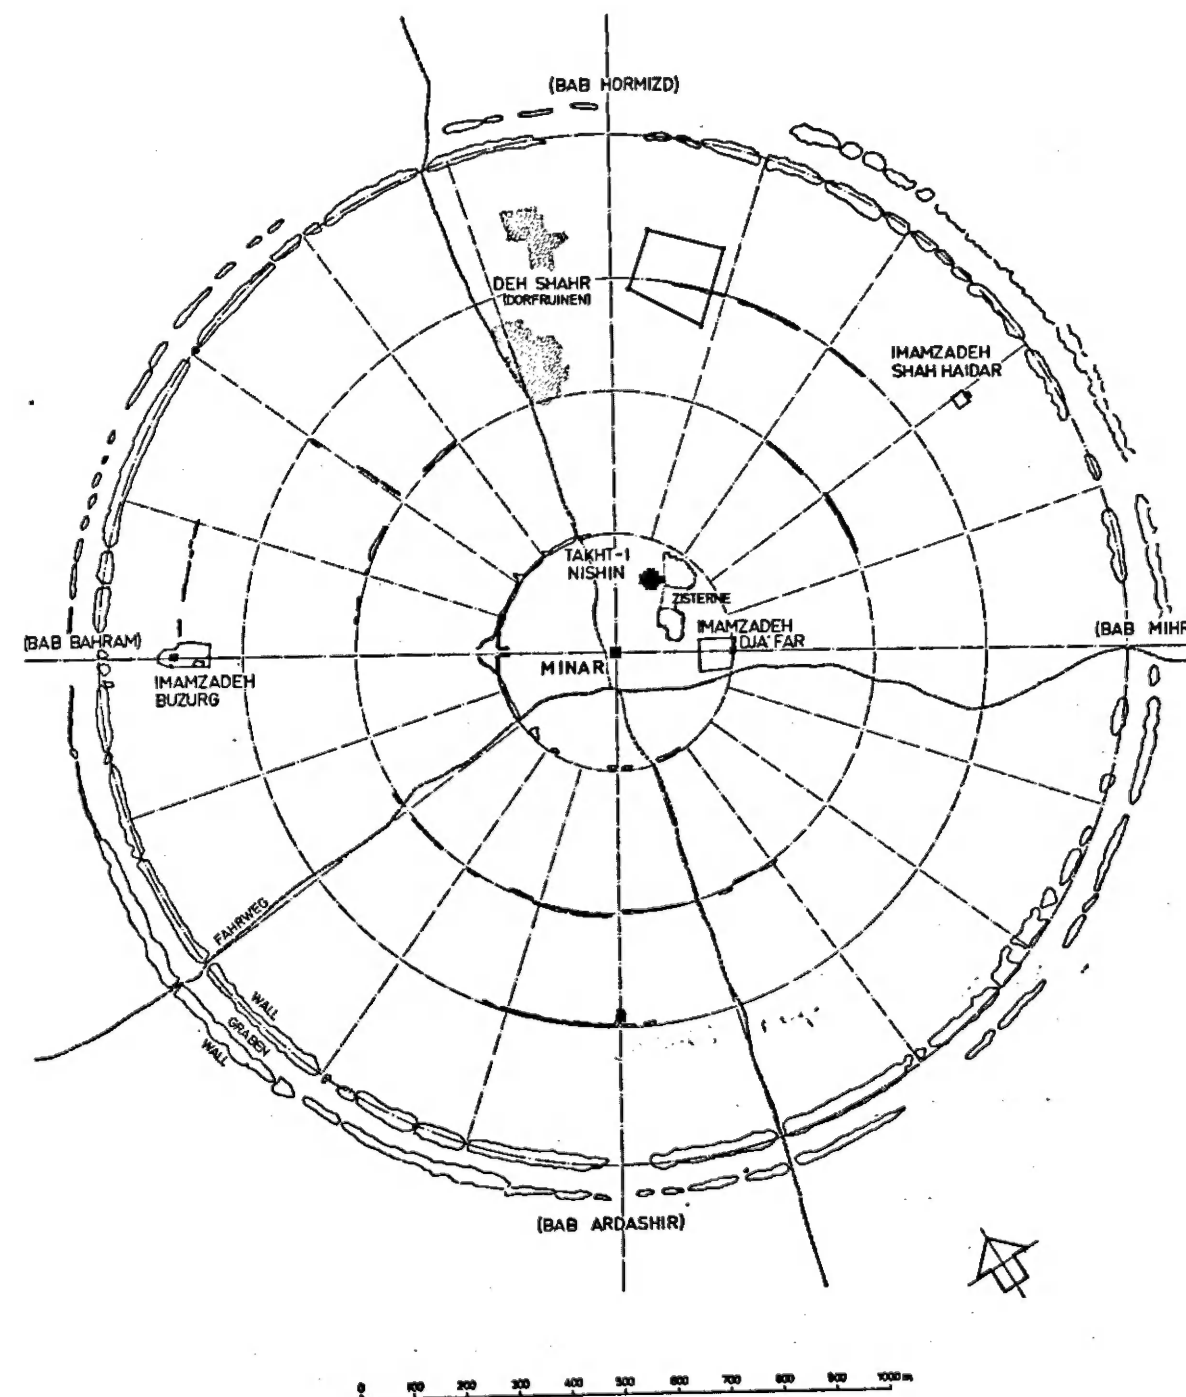 (BAB HORMIZD)
DEH SHAHR
(DORFRUINEN)
IMAMZADEH
SHAH HAIDAR
TAKHT-I
NISHIN
ZISTERNE
IMAMZADEH
DJA'FAR
(BAB BAHRAM)
(BAB MIHR
MINAR
IMAMZADEH
BUZURG
FAHRWEG
WALL
GRABEN
WALL
(BAB ARDASHIR)
0 100 200 300 400 500 600 700 800 900 1000 m